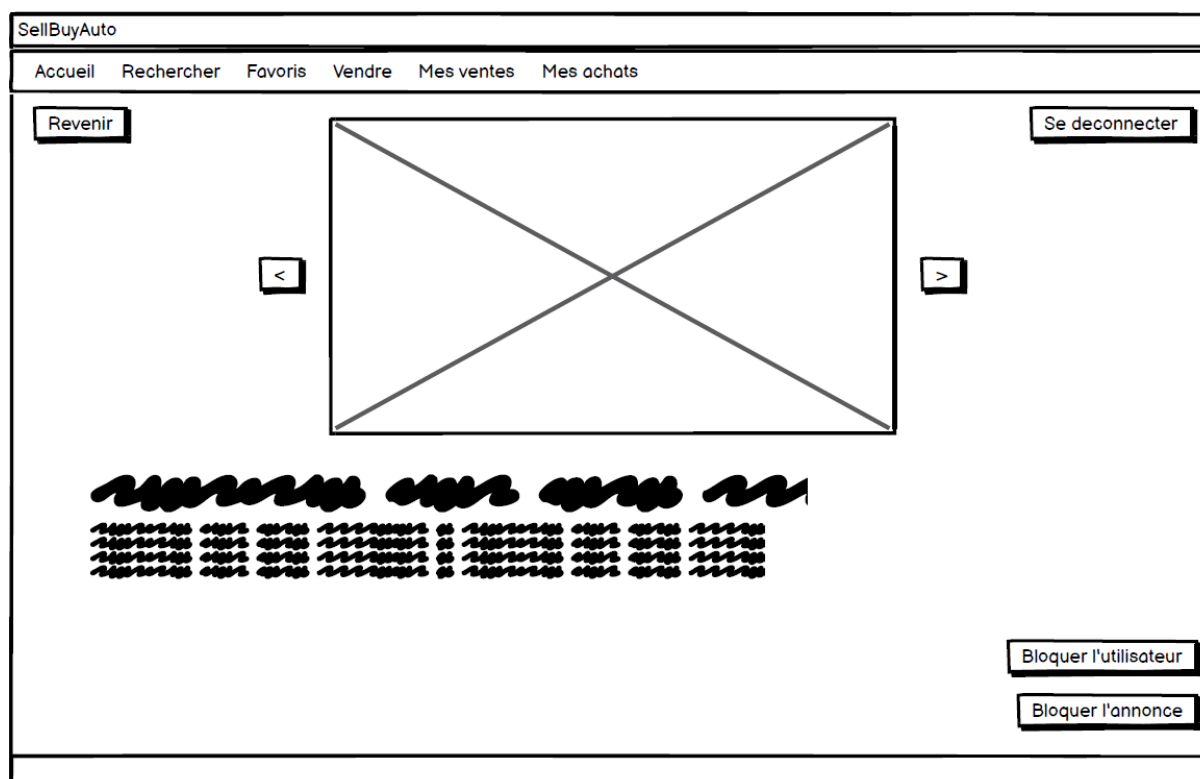 SellBuyAuto
Accueil Rechercher Favoris Vendre Mes ventes Mes achats
Revenir Se deconnecter
< >
Bloquer l'utilisateur
Bloquer l'annonce